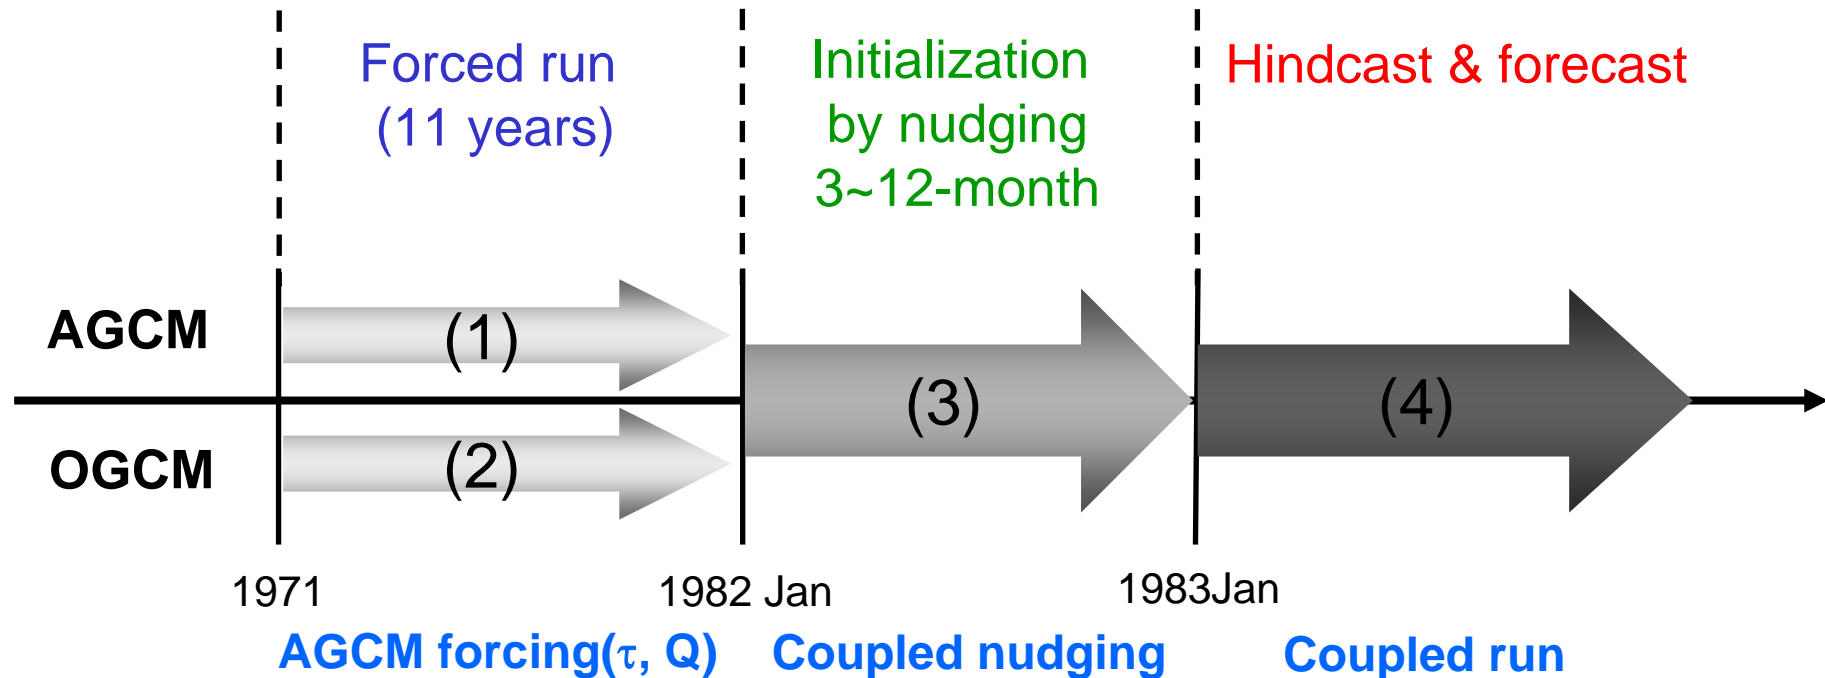 Forced run
(11 years)
Initialization
by nudging
3~12-month
Hindcast & forecast
AGCM
(1)
(3)
(4)
OGCM
(2)
1971
1982 Jan
1983Jan
AGCM forcing(τ, Q)
Coupled nudging
Coupled run